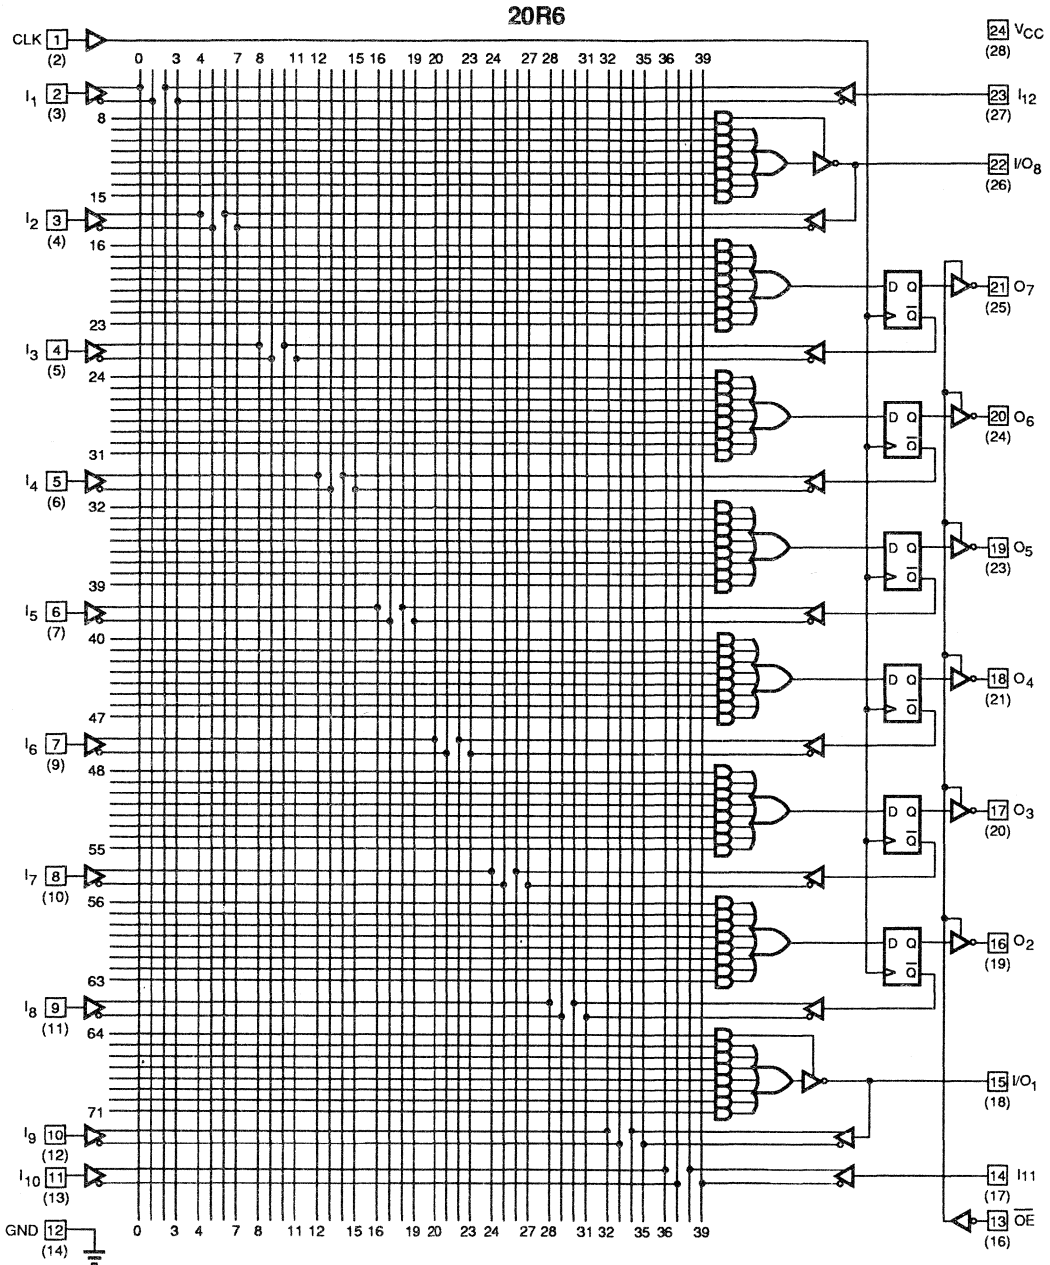 20R6
CLK 1 (2)
24 VCC (28)
0 3 4 7 8 11 12 15 16 19 20 23 24 27 28 31 32 35 36 39
I1 2 (3)
23 I12 (27)
8
22 I/O8 (26)
15
I2 3 (4)
16
D Q Q̅
21 O7 (25)
23
I3 4 (5)
24
D Q Q̅
20 O6 (24)
31
I4 5 (6)
32
D Q Q̅
19 O5 (23)
39
I5 6 (7)
40
D Q Q̅
18 O4 (21)
47
I6 7 (9)
48
D Q Q̅
17 O3 (20)
55
I7 8 (10)
56
D Q Q̅
16 O2 (19)
63
I8 9 (11)
64
15 I/O1 (18)
71
I9 10 (12)
I10 11 (13)
14 I11 (17)
0 3 4 7 8 11 12 15 16 19 20 23 24 27 28 31 32 35 36 39
GND 12 (14)
13 O̅E̅ (16)